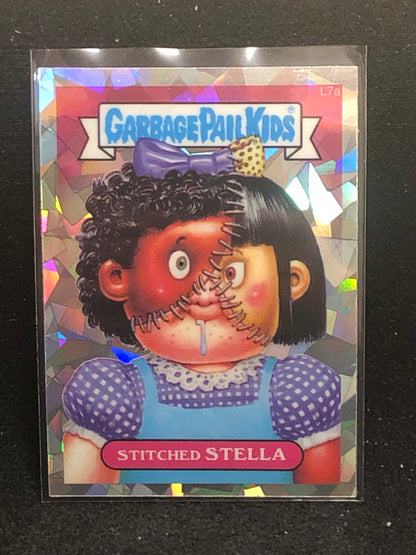 L7a
GARBAGE PAIL KIDS®
STITCHED STELLA